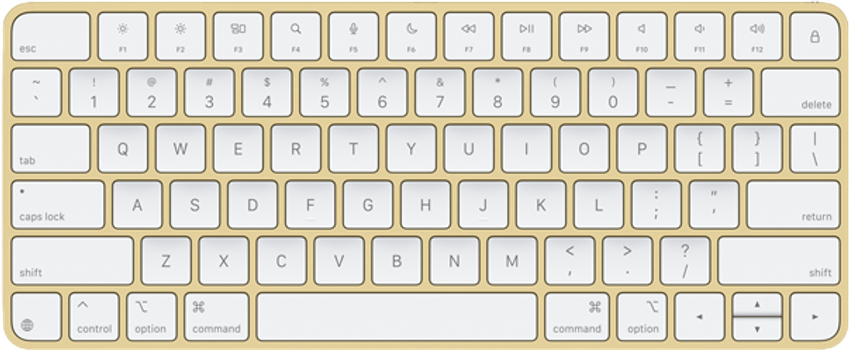 esc F1 F2 F3 F4 F5 F6 F7 F8 F9 F10 F11 F12
~ ! @ # $ % ^ & * ( ) _ +
` 1 2 3 4 5 6 7 8 9 0 - = delete
tab Q W E R T Y U I O P { [ } ] | \
caps lock A S D F G H J K L : ; " ' return
shift Z X C V B N M < , > . ? / shift
control option command command option